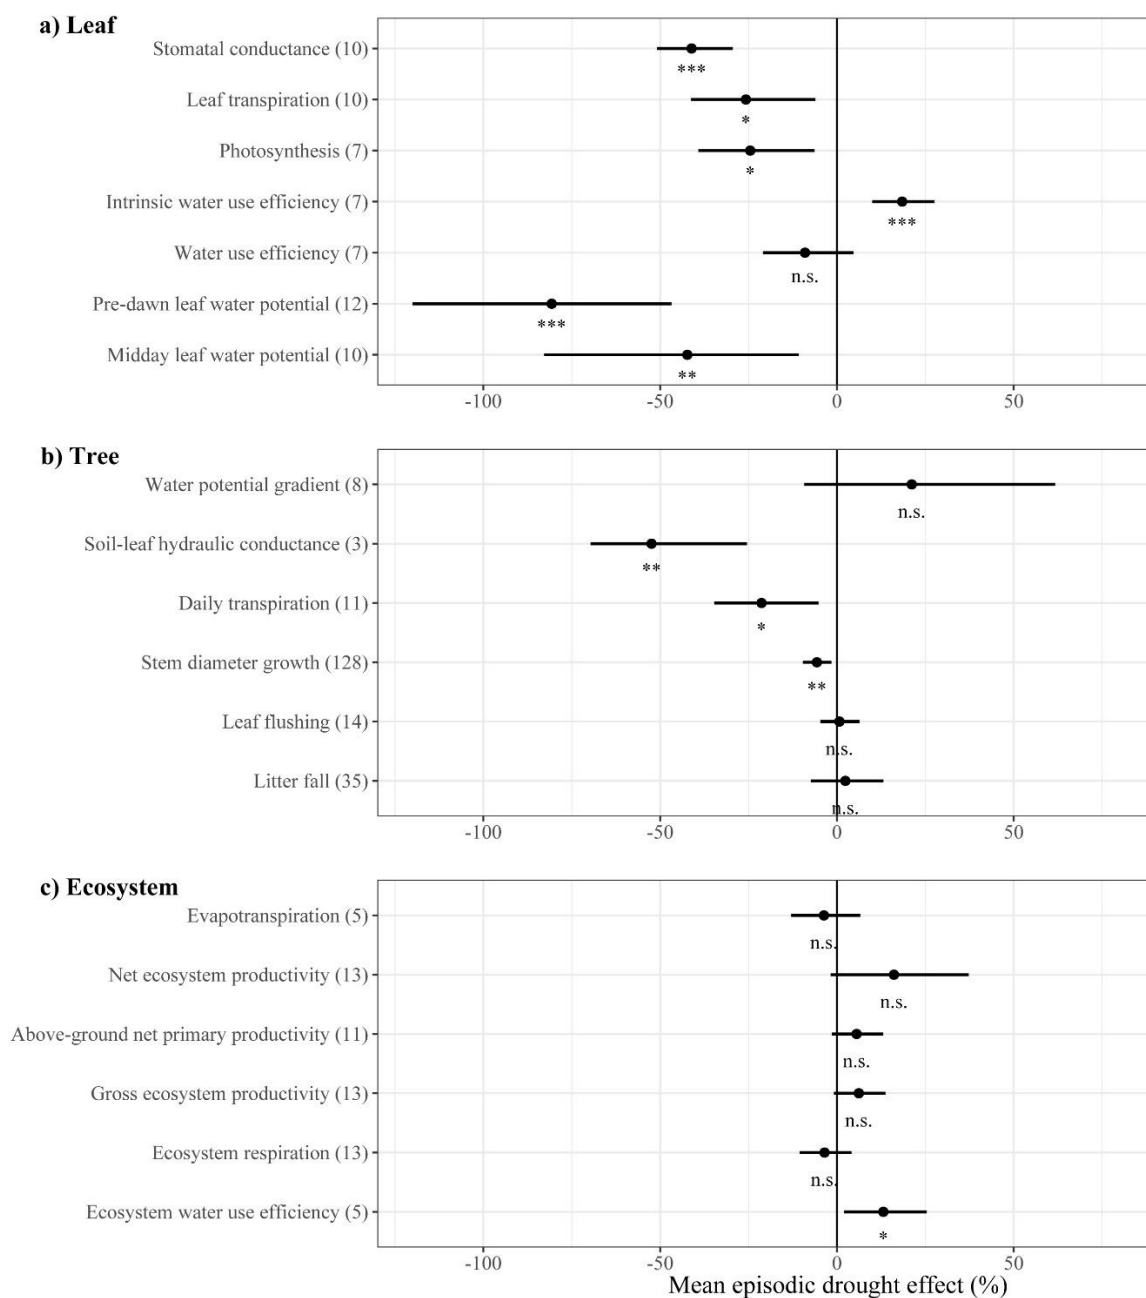 a) Leaf
Stomatal conductance (10)
***
Leaf transpiration (10)
*
Photosynthesis (7)
*
Intrinsic water use efficiency (7)
***
Water use efficiency (7)
n.s.
Pre-dawn leaf water potential (12)
***
Midday leaf water potential (10)
**
-100 -50 0 50
b) Tree
Water potential gradient (8)
n.s.
Soil-leaf hydraulic conductance (3)
**
Daily transpiration (11)
*
Stem diameter growth (128)
**
Leaf flushing (14)
n.s.
Litter fall (35)
n.s.
-100 -50 0 50
c) Ecosystem
Evapotranspiration (5)
n.s.
Net ecosystem productivity (13)
n.s.
Above-ground net primary productivity (11)
n.s.
Gross ecosystem productivity (13)
n.s.
Ecosystem respiration (13)
n.s.
Ecosystem water use efficiency (5)
*
-100 -50 0 50
Mean episodic drought effect (%)